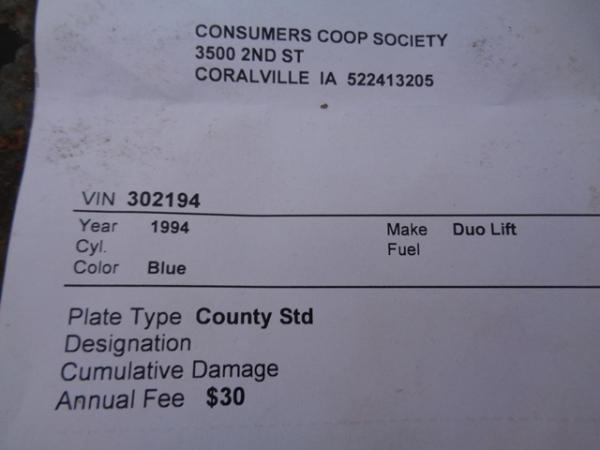 CONSUMERS COOP SOCIETY
3500 2ND ST
CORALVILLE IA 522413205
VIN 302194
Year 1994 Make Duo Lift
Cyl. Fuel
Color Blue
Plate Type County Std
Designation
Cumulative Damage
Annual Fee $30